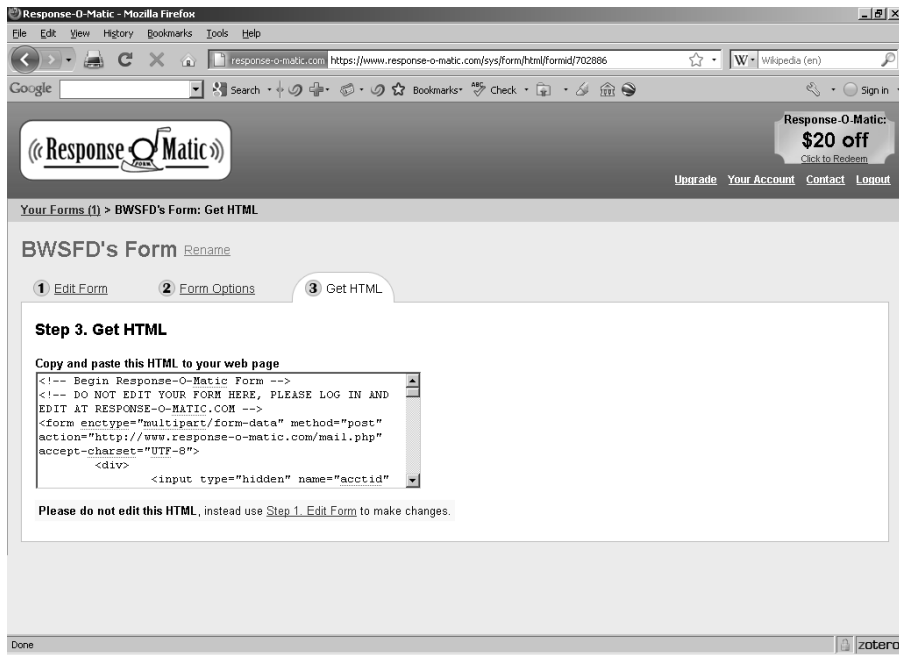 Response-O-Matic - Mozilla Firefox
File Edit View History Bookmarks Tools Help
response-o-matic.com https://www.response-o-matic.com/sys/form/html/formid/702886 W Wikipedia (en)
Google Search Bookmarks ABC Check Sign in
((Response FORM Matic))
Response-O-Matic:
$20 off
Click to Redeem
Upgrade Your Account Contact Logout
Your Forms (1) > BWSFD's Form: Get HTML
BWSFD's Form Rename
1 Edit Form 2 Form Options 3 Get HTML
Step 3. Get HTML
Copy and paste this HTML to your web page
<!-- Begin Response-O-Matic Form -->
<!-- DO NOT EDIT YOUR FORM HERE, PLEASE LOG IN AND
EDIT AT RESPONSE-O-MATIC.COM -->
<form enctype="multipart/form-data" method="post"
action="http://www.response-o-matic.com/mail.php"
accept-charset="UTF-8">
<div>
<input type="hidden" name="acctid"
Please do not edit this HTML, instead use Step 1. Edit Form to make changes.
Done zotero